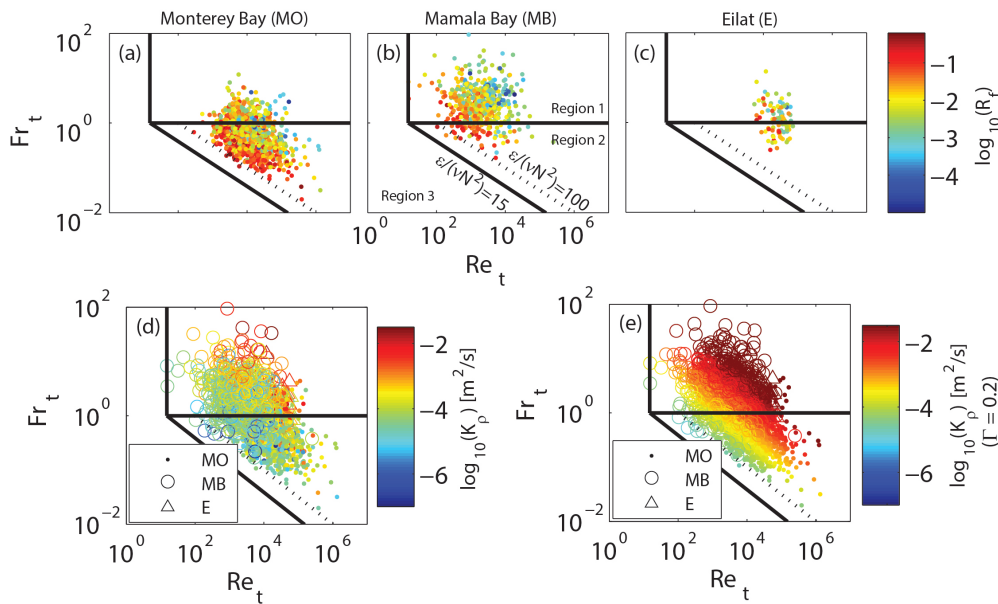 Monterey Bay (MO)
Mamala Bay (MB)
Eilat (E)
(a)
(b)
(c)
10^2
10^0
10^-2
Fr_t
Region 1
Region 2
Region 3
ε/(νN^2)=100
ε/(νN^2)=15
10^0 10^2 10^4 10^6
Re_t
-1
-2
-3
-4
log_10(R_f)
(d)
10^2
10^0
10^-2
Fr_t
MO
MB
E
10^0 10^2 10^4 10^6
Re_t
-2
-4
-6
log_10(K_ρ) [m^2/s]
(e)
10^2
10^0
10^-2
Fr_t
MO
MB
E
10^0 10^2 10^4 10^6
Re_t
-2
-4
-6
log_10(K_ρ) [m^2/s]
(Γ = 0.2)